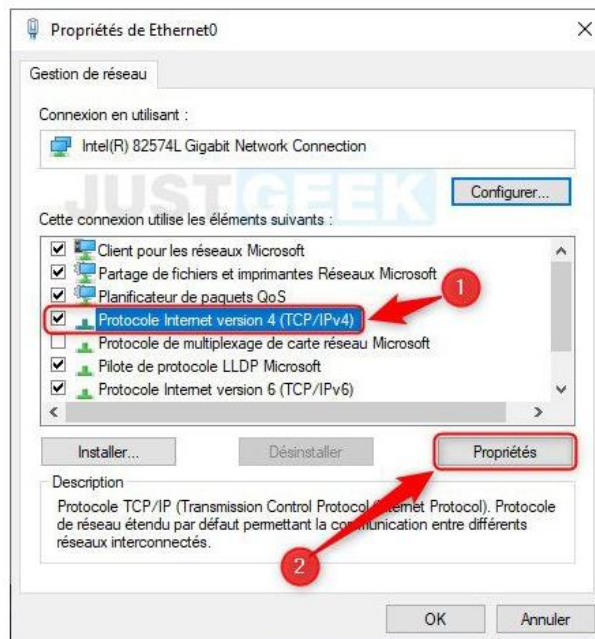 Propriétés de Ethernet0
Gestion de réseau
Connexion en utilisant :
Intel(R) 82574L Gigabit Network Connection
JUSTGEEK
Configurer...
Cette connexion utilise les éléments suivants :
Client pour les réseaux Microsoft
Partage de fichiers et imprimantes Réseaux Microsoft
Planificateur de paquets QoS
1
Protocole Internet version 4 (TCP/IPv4)
Protocole de multiplexage de carte réseau Microsoft
Pilote de protocole LLDP Microsoft
Protocole Internet version 6 (TCP/IPv6)
Installer...
Désinstaller
Propriétés
Description
Protocole TCP/IP (Transmission Control Protocol/Internet Protocol). Protocole
de réseau étendu par défaut permettant la communication entre différents
réseaux interconnectés.
2
OK
Annuler